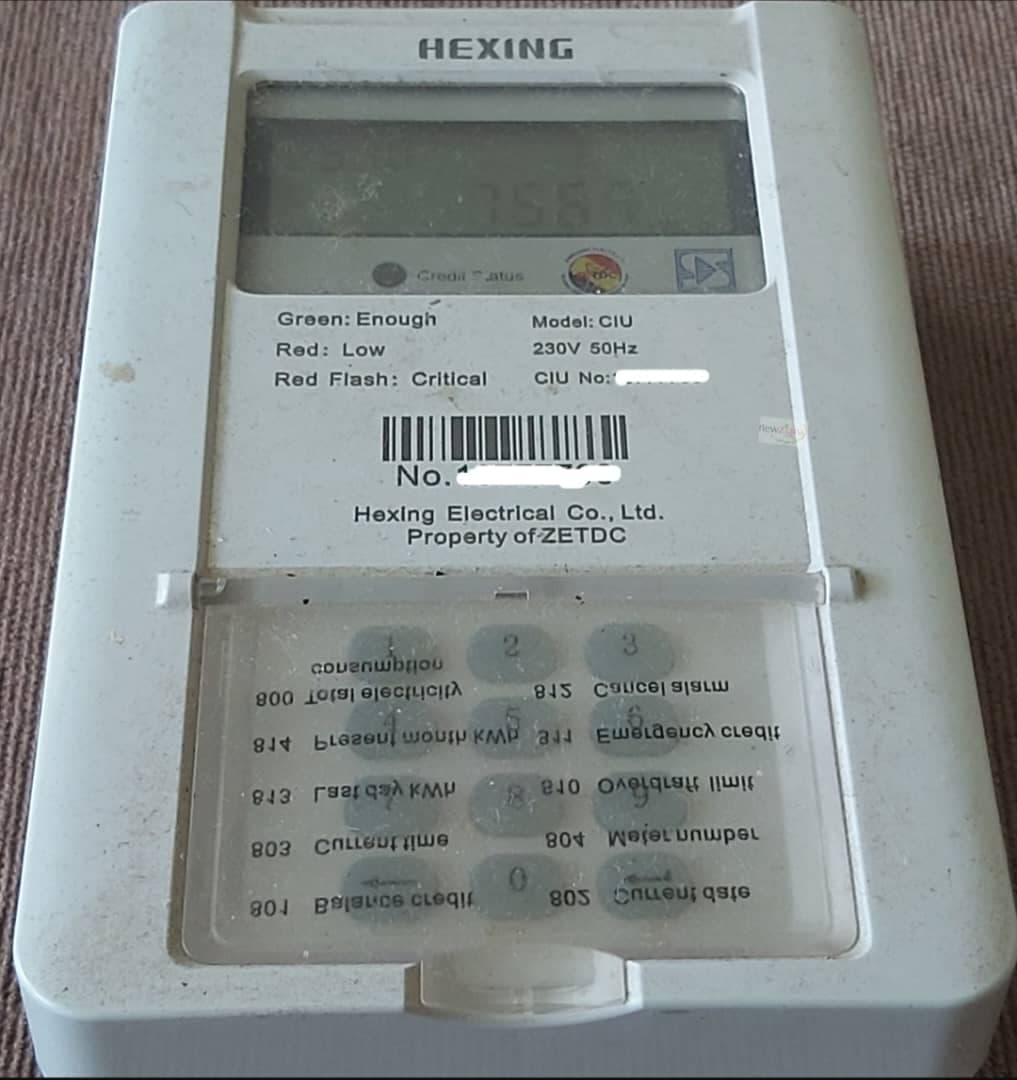 HEXING
Credit Status
Green: Enough
Model: CIU
Red: Low
230V 50Hz
Red Flash: Critical
CIU No:
No.
Hexing Electrical Co., Ltd.
Property of ZETDC
1 2 3
4 5 6
8 9
0
801 Balance credit
802 Current date
803 Current time
804 Meter number
813 Last day kWh
810 Overdraft limit
814 Present month kWh
811 Emergency credit
800 Total electricity
consumption
812 Cancel alarm